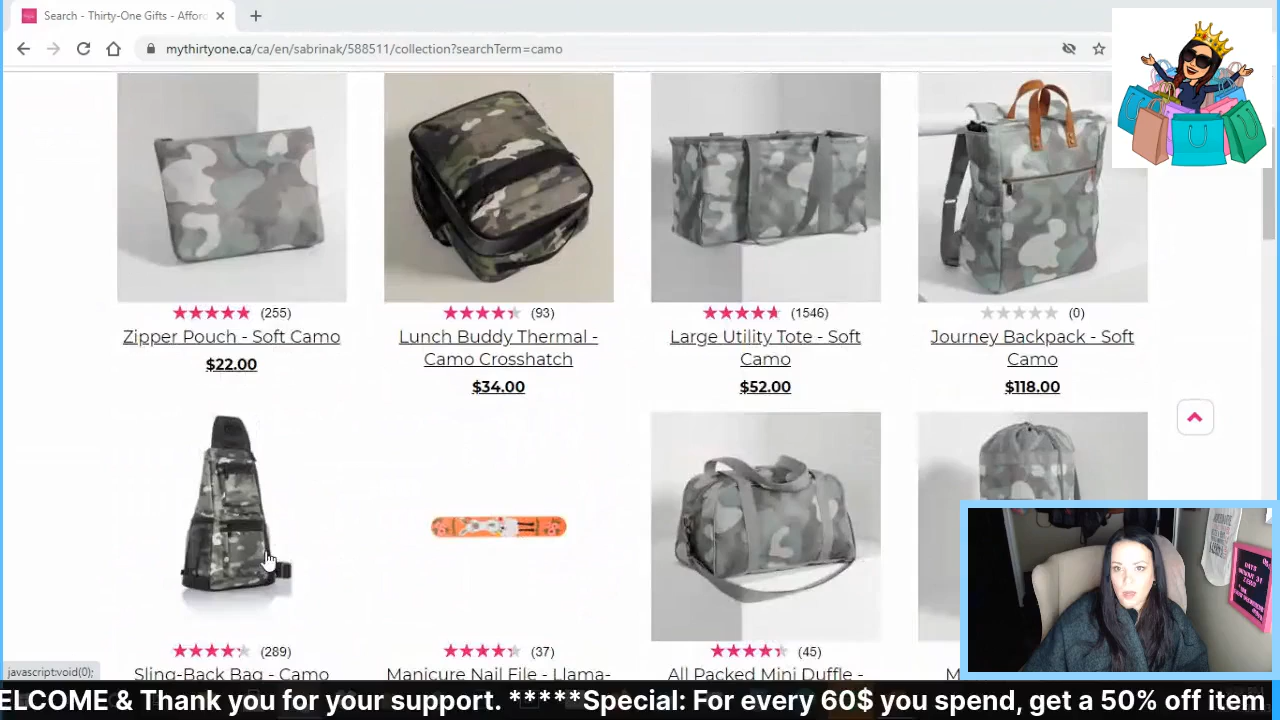 Search - Thirty-One Gifts - Afford
mythirtyone.ca/ca/en/sabrinak/588511/collection?searchTerm=camo
(255)
(93)
(1546)
(0)
Zipper Pouch - Soft Camo
Lunch Buddy Thermal -
Camo Crosshatch
Large Utility Tote - Soft
Camo
Journey Backpack - Soft
Camo
$22.00
$34.00
$52.00
$118.00
(289)
(37)
(45)
Sling-Back Bag - Camo
Manicure Nail File - Llama-
All Packed Mini Duffle -
javascript:void(0);
ELCOME & Thank you for your support. *****Special: For every 60$ you spend, get a 50% off item